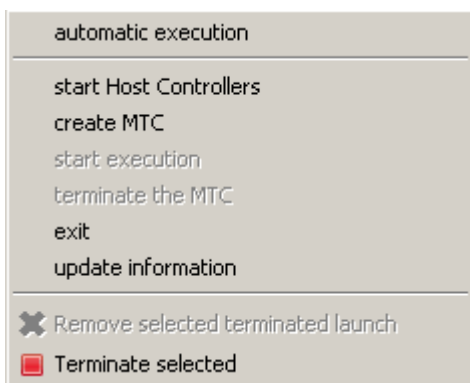 automatic execution
start Host Controllers
create MTC
start execution
terminate the MTC
exit
update information
Remove selected terminated launch
Terminate selected